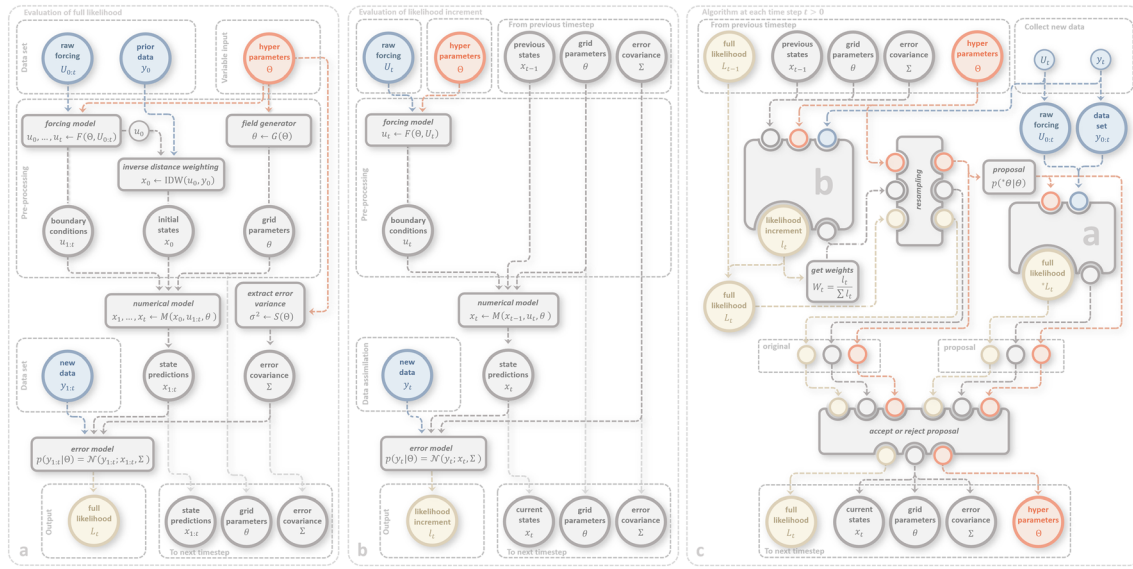 Evaluation of full likelihood
Data set
raw
forcing
U0:t
prior
data
y0
Variable input
hyper
parameters
Θ
Pre-processing
forcing model
u0, …, ut ← F(Θ, U0:t)
u0
field generator
θ ← G(Θ)
inverse distance weighting
x0 ← IDW(u0, y0)
boundary
conditions
u1:t
initial
states
x0
grid
parameters
θ
numerical model
x1, …, xt ← M(x0, u1:t, θ)
extract error
variance
σ² ← S(Θ)
Data set
new
data
y1:t
state
predictions
x1:t
error
covariance
Σ
error model
p(y1:t|Θ) = N(y1:t; x1:t, Σ)
Output
full
likelihood
Lt
state
predictions
x1:t
grid
parameters
θ
error
covariance
Σ
To next timestep
a
Evaluation of likelihood increment
raw
forcing
Ut
hyper
parameters
Θ
From previous timestep
previous
states
xt−1
grid
parameters
θ
error
covariance
Σ
Pre-processing
forcing model
ut ← F(Θ, Ut)
boundary
conditions
ut
numerical model
xt ← M(xt−1, ut, θ)
Data assimilation
new
data
yt
state
predictions
xt
error model
p(yt|Θ) = N(yt; xt, Σ)
Output
likelihood
increment
lt
current
states
xt
grid
parameters
θ
error
covariance
Σ
To next timestep
b
Algorithm at each time step t > 0
From previous timestep
full
likelihood
Lt−1
previous
states
xt−1
grid
parameters
θ
error
covariance
Σ
hyper
parameters
Θ
Collect new data
Ut
yt
raw
forcing
U0:t
data
set
y0:t
b
likelihood
increment
lt
resampling
proposal
p(*Θ|Θ)
a
full
likelihood
*Lt
get weights
Wt = lt / ∑ lt
full
likelihood
Lt
original
proposal
accept or reject proposal
full
likelihood
Lt
current
states
xt
grid
parameters
θ
error
covariance
Σ
hyper
parameters
Θ
To next timestep
c